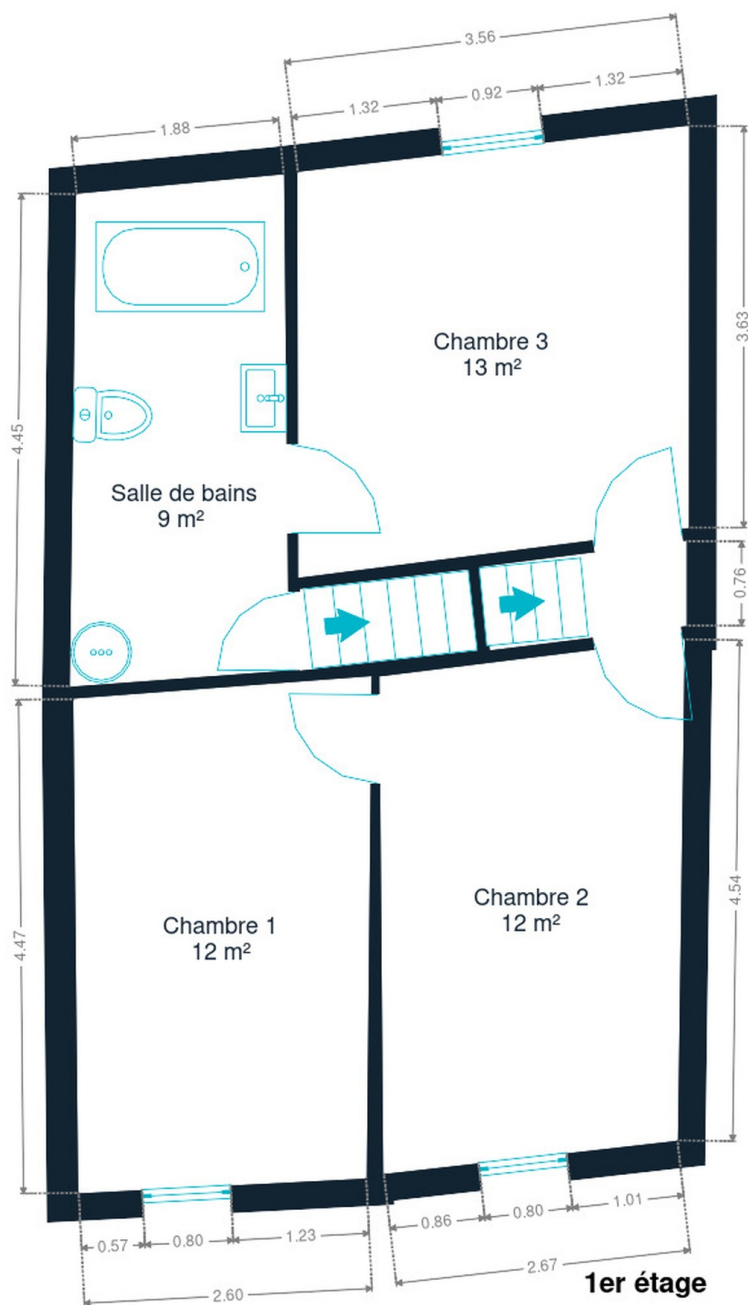 3.56
1.32
0.92
1.32
1.88
3.63
Chambre 3
13 m²
4.45
Salle de bains
9 m²
0.76
4.54
Chambre 1
12 m²
Chambre 2
12 m²
4.47
0.57
0.80
1.23
2.60
0.86
0.80
1.01
2.67
1er étage